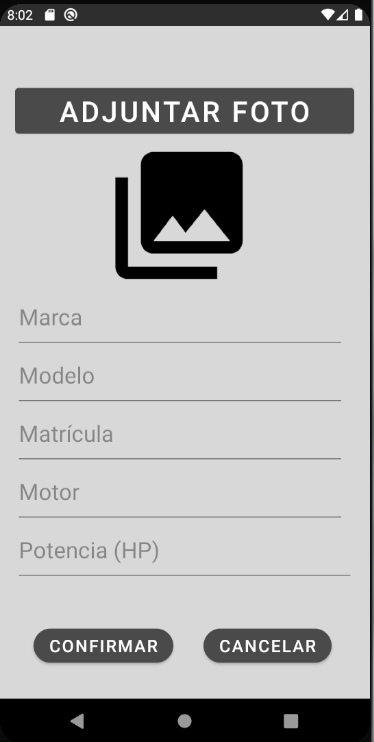 8:02
ADJUNTAR FOTO
Marca
Modelo
Matrícula
Motor
Potencia (HP)
CONFIRMAR CANCELAR